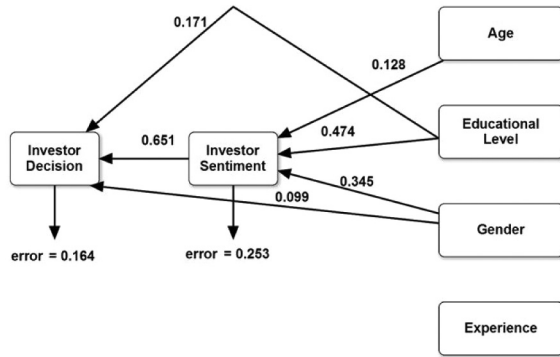 0.171
Age
0.128
Educational
Level
0.474
0.651
Investor
Decision
Investor
Sentiment
0.345
0.099
Gender
error = 0.164
error = 0.253
Experience